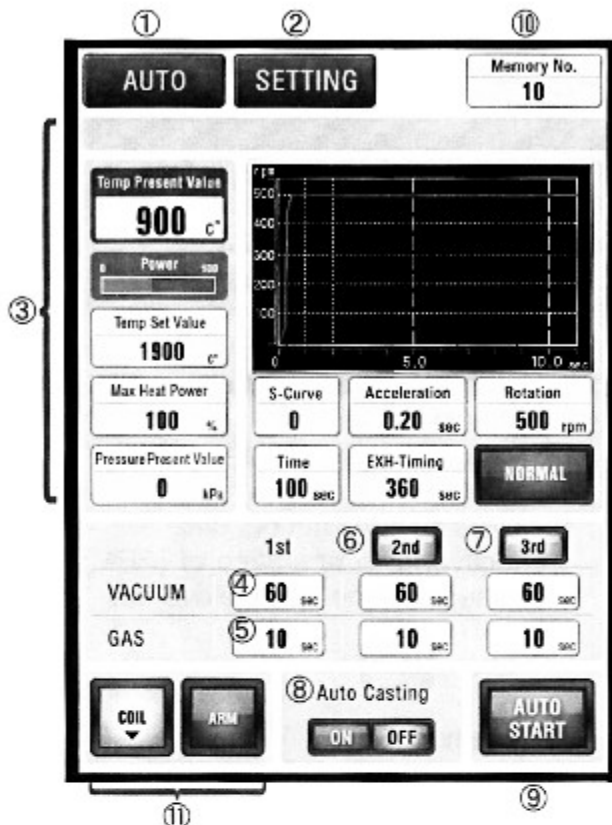 ① ② ⑩
AUTO SETTING Memory No.
10
③
Temp Present Value
900 c°
Power
0 500
Temp Set Value
1900 c°
Max Heat Power
100 %
Pressure Present Value
0 kPa
rpm
500
400
300
200
100
0 5.0 10.0 sec
S-Curve Acceleration Rotation
0 0.20 sec 500 rpm
Time EXH-Timing NORMAL
100 sec 360 sec
1st ⑥ 2nd ⑦ 3rd
VACUUM ④ 60 sec 60 sec 60 sec
GAS ⑤ 10 sec 10 sec 10 sec
COIL ARM ⑧ Auto Casting AUTO START
ON OFF
⑪ ⑨